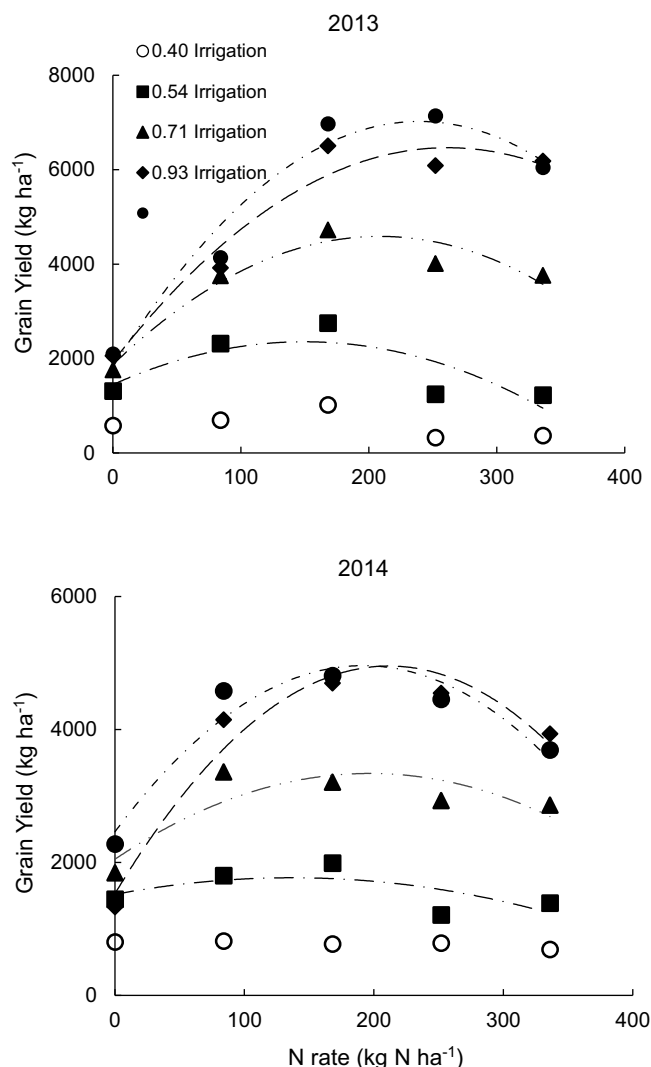 2013
0.40 Irrigation
0.54 Irrigation
0.71 Irrigation
0.93 Irrigation
8000
6000
4000
2000
0
Grain Yield (kg ha⁻¹)
0 100 200 300 400
2014
6000
4000
2000
0
Grain Yield (kg ha⁻¹)
0 100 200 300 400
N rate (kg N ha⁻¹)